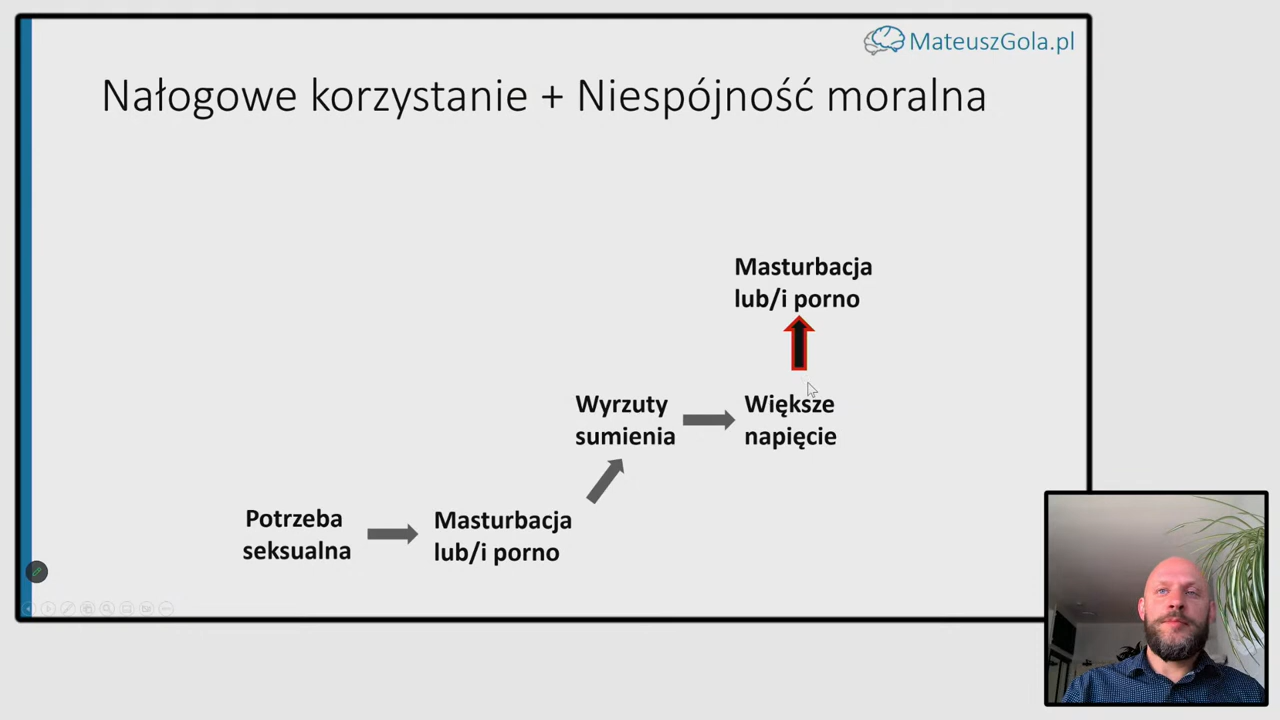 MateuszGola.pl
Nałogowe korzystanie + Niespójność moralna
Masturbacja
lub/i porno
Wyrzuty
sumienia
Większe
napięcie
Potrzeba
seksualna
Masturbacja
lub/i porno